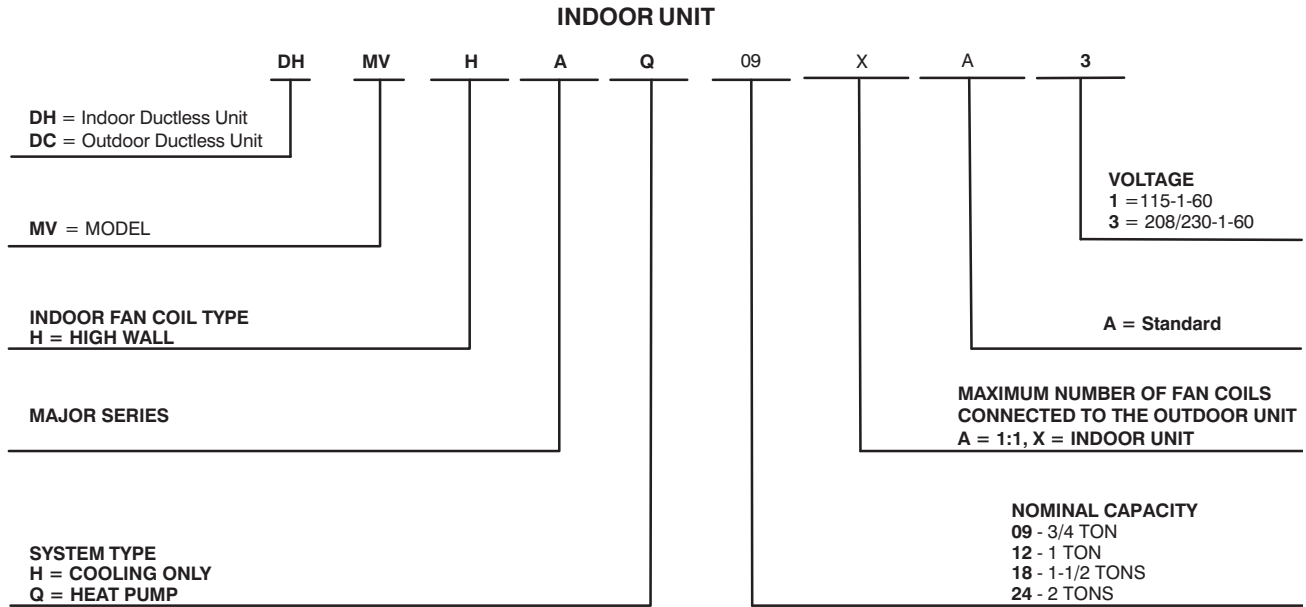 INDOOR UNIT
DH MV H A Q 09 X A 3
DH = Indoor Ductless Unit
DC = Outdoor Ductless Unit
MV = MODEL
INDOOR FAN COIL TYPE
H = HIGH WALL
MAJOR SERIES
SYSTEM TYPE
H = COOLING ONLY
Q = HEAT PUMP
VOLTAGE
1 =115-1-60
3 = 208/230-1-60
A = Standard
MAXIMUM NUMBER OF FAN COILS
CONNECTED TO THE OUTDOOR UNIT
A = 1:1, X = INDOOR UNIT
NOMINAL CAPACITY
09 - 3/4 TON
12 - 1 TON
18 - 1-1/2 TONS
24 - 2 TONS